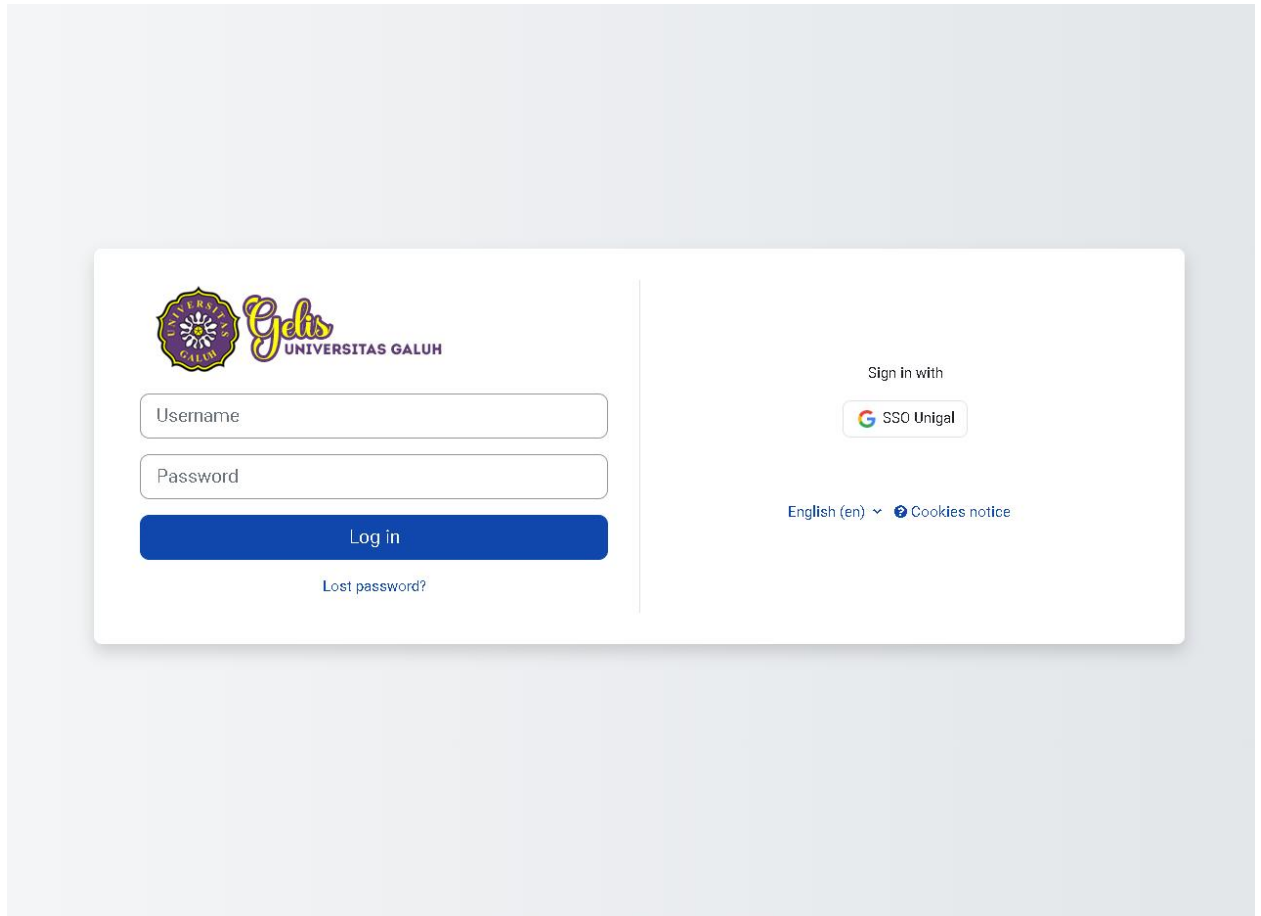 UNIVERSITAS GALUH
Gelis
UNIVERSITAS GALUH
Username
Password
Log in
Lost password?
Sign in with
SSO Unigal
English (en)
Cookies notice